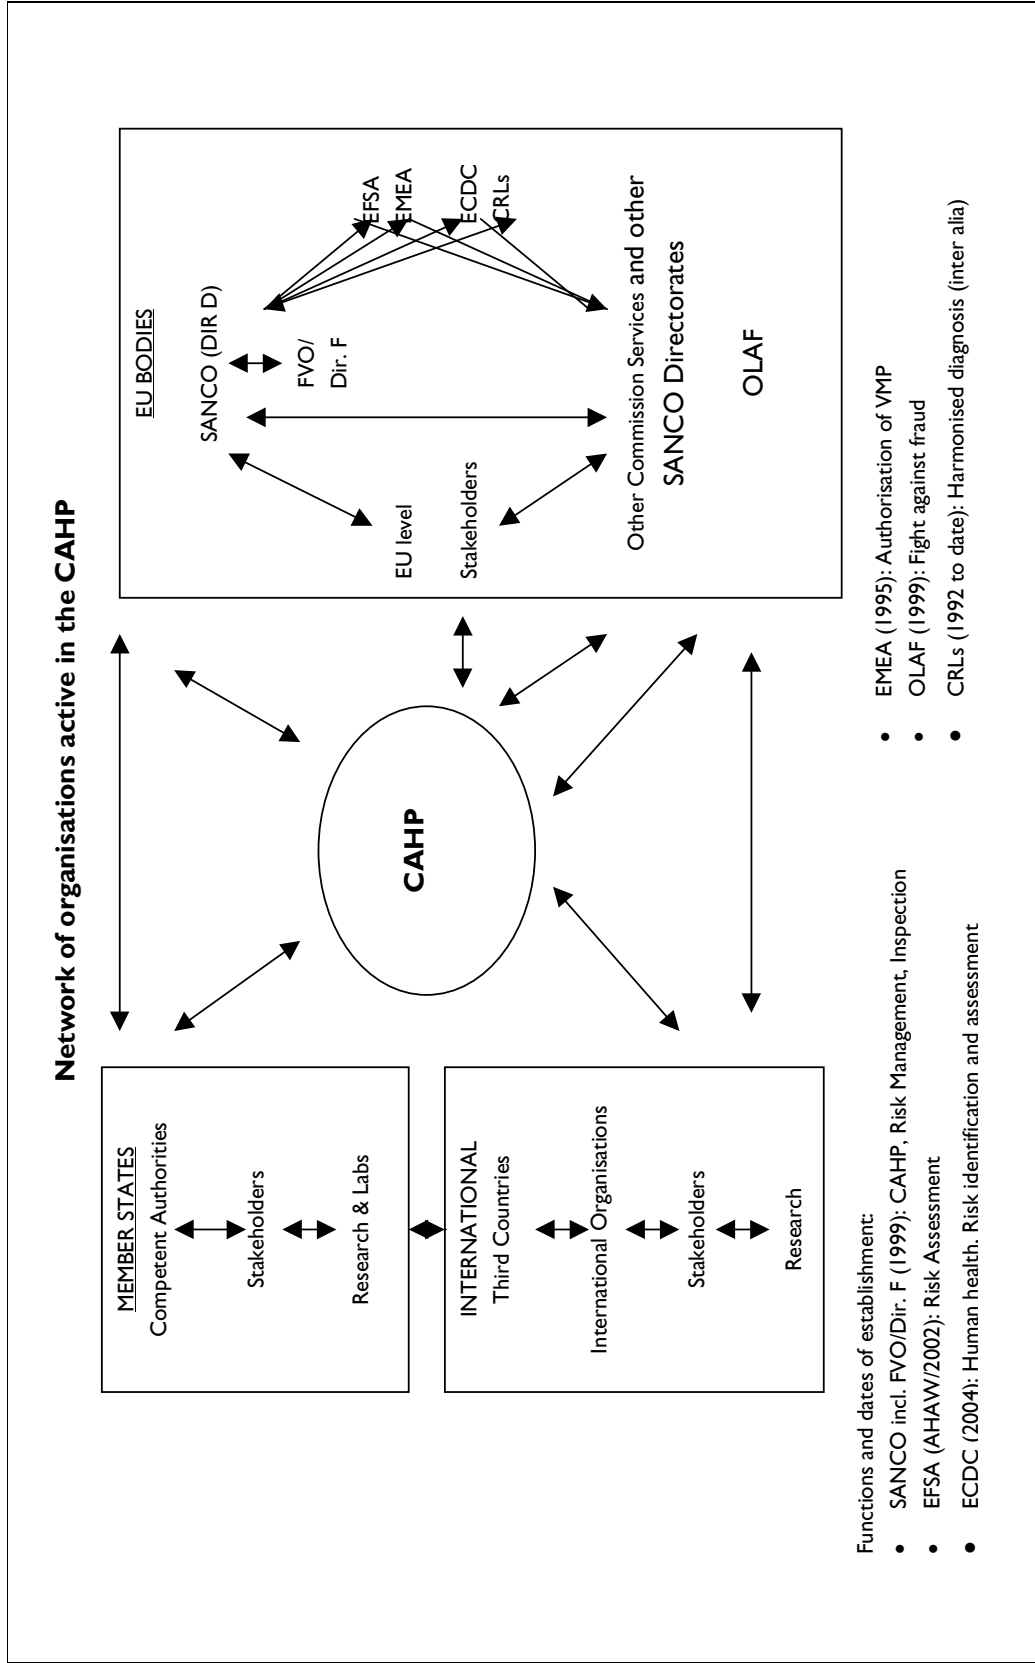 Network of organisations active in the CAHP
MEMBER STATES
Competent Authorities
Stakeholders
Research & Labs
INTERNATIONAL
Third Countries
International Organisations
Stakeholders
Research
CAHP
EU BODIES
SANCO (DIR D)
FVO/
Dir. F
EFSA
EMEA
ECDC
CRLs
EU level
Stakeholders
Other Commission Services and other
SANCO Directorates
OLAF
Functions and dates of establishment:
• SANCO incl. FVO/Dir. F (1999): CAHP, Risk Management, Inspection
• EFSA (AHAW/2002): Risk Assessment
• ECDC (2004): Human health. Risk identification and assessment
• EMEA (1995): Authorisation of VMP
• OLAF (1999): Fight against fraud
• CRLs (1992 to date): Harmonised diagnosis (inter alia)